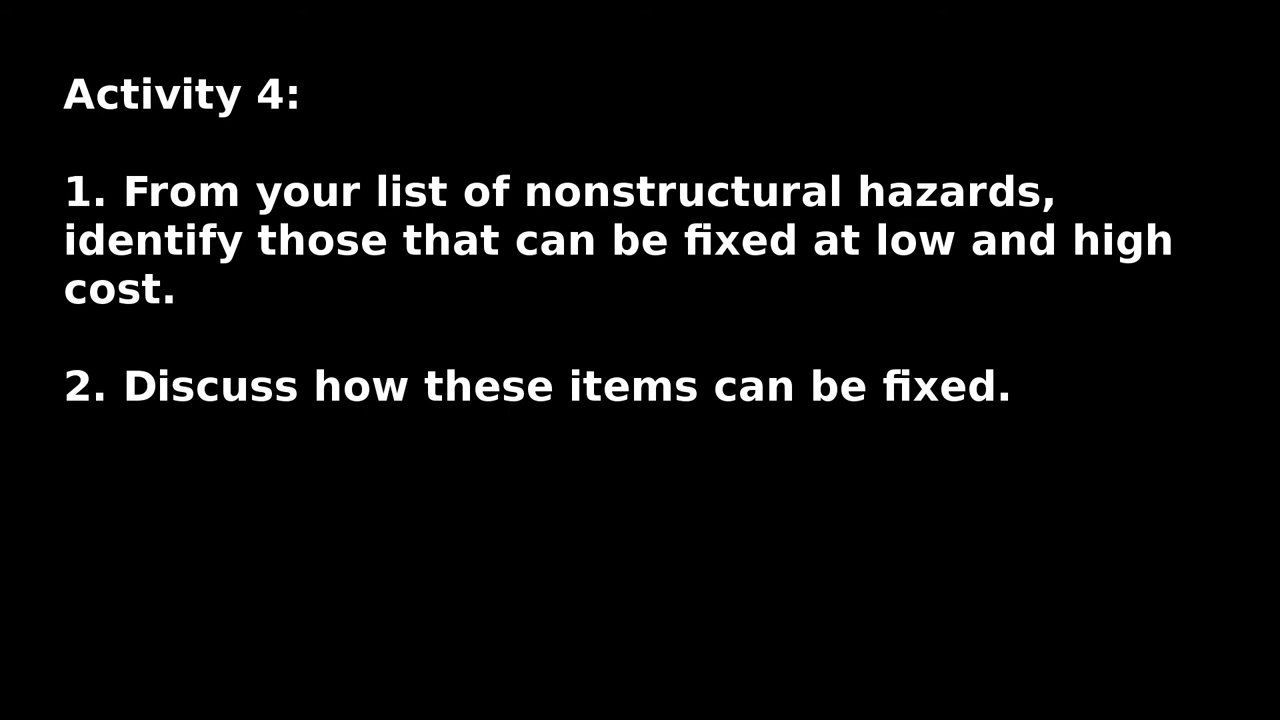 Activity 4:
1. From your list of nonstructural hazards,
identify those that can be fixed at low and high
cost.
2. Discuss how these items can be fixed.